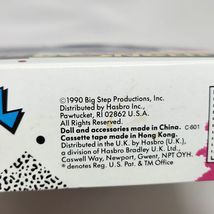 ©1990 Big Step Productions, Inc.
Distributed by Hasbro Inc.,
Pawtucket, RI 02862 U.S.A.
All Rights Reserved.
Doll and accessories made in China. C-601
Cassette tape made in Hong Kong.
Distributed in the U.K. by Hasbro (U.K.),
a division of Hasbro Bradley U.K. Ltd.,
Caswell Way, Newport, Gwent, NPT OYH.
® denotes Reg. U.S. Pat. & TM Office